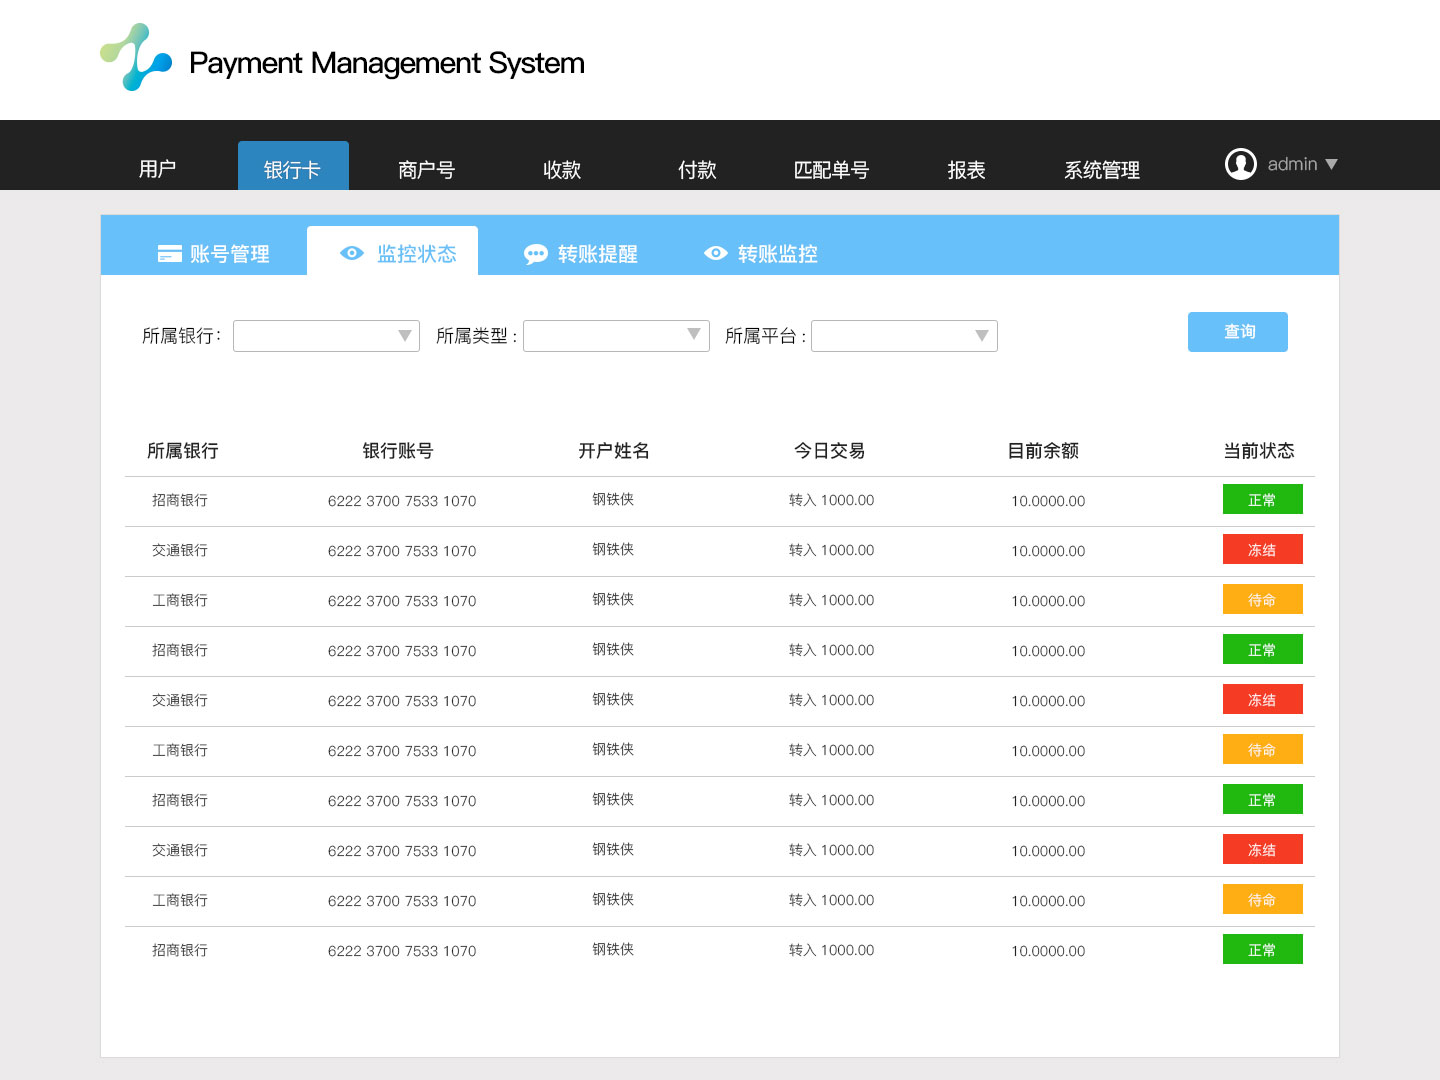 Payment Management System
用户 银行卡 商户号 收款 付款 匹配单号 报表 系统管理 admin
账号管理 监控状态 转账提醒 转账监控
所属银行: 所属类型 : 所属平台 : 查询
所属银行 银行账号 开户姓名 今日交易 目前余额 当前状态
招商银行 6222 3700 7533 1070 钢铁侠 转入 1000.00 10.0000.00 正常
交通银行 6222 3700 7533 1070 钢铁侠 转入 1000.00 10.0000.00 冻结
工商银行 6222 3700 7533 1070 钢铁侠 转入 1000.00 10.0000.00 待命
招商银行 6222 3700 7533 1070 钢铁侠 转入 1000.00 10.0000.00 正常
交通银行 6222 3700 7533 1070 钢铁侠 转入 1000.00 10.0000.00 冻结
工商银行 6222 3700 7533 1070 钢铁侠 转入 1000.00 10.0000.00 待命
招商银行 6222 3700 7533 1070 钢铁侠 转入 1000.00 10.0000.00 正常
交通银行 6222 3700 7533 1070 钢铁侠 转入 1000.00 10.0000.00 冻结
工商银行 6222 3700 7533 1070 钢铁侠 转入 1000.00 10.0000.00 待命
招商银行 6222 3700 7533 1070 钢铁侠 转入 1000.00 10.0000.00 正常